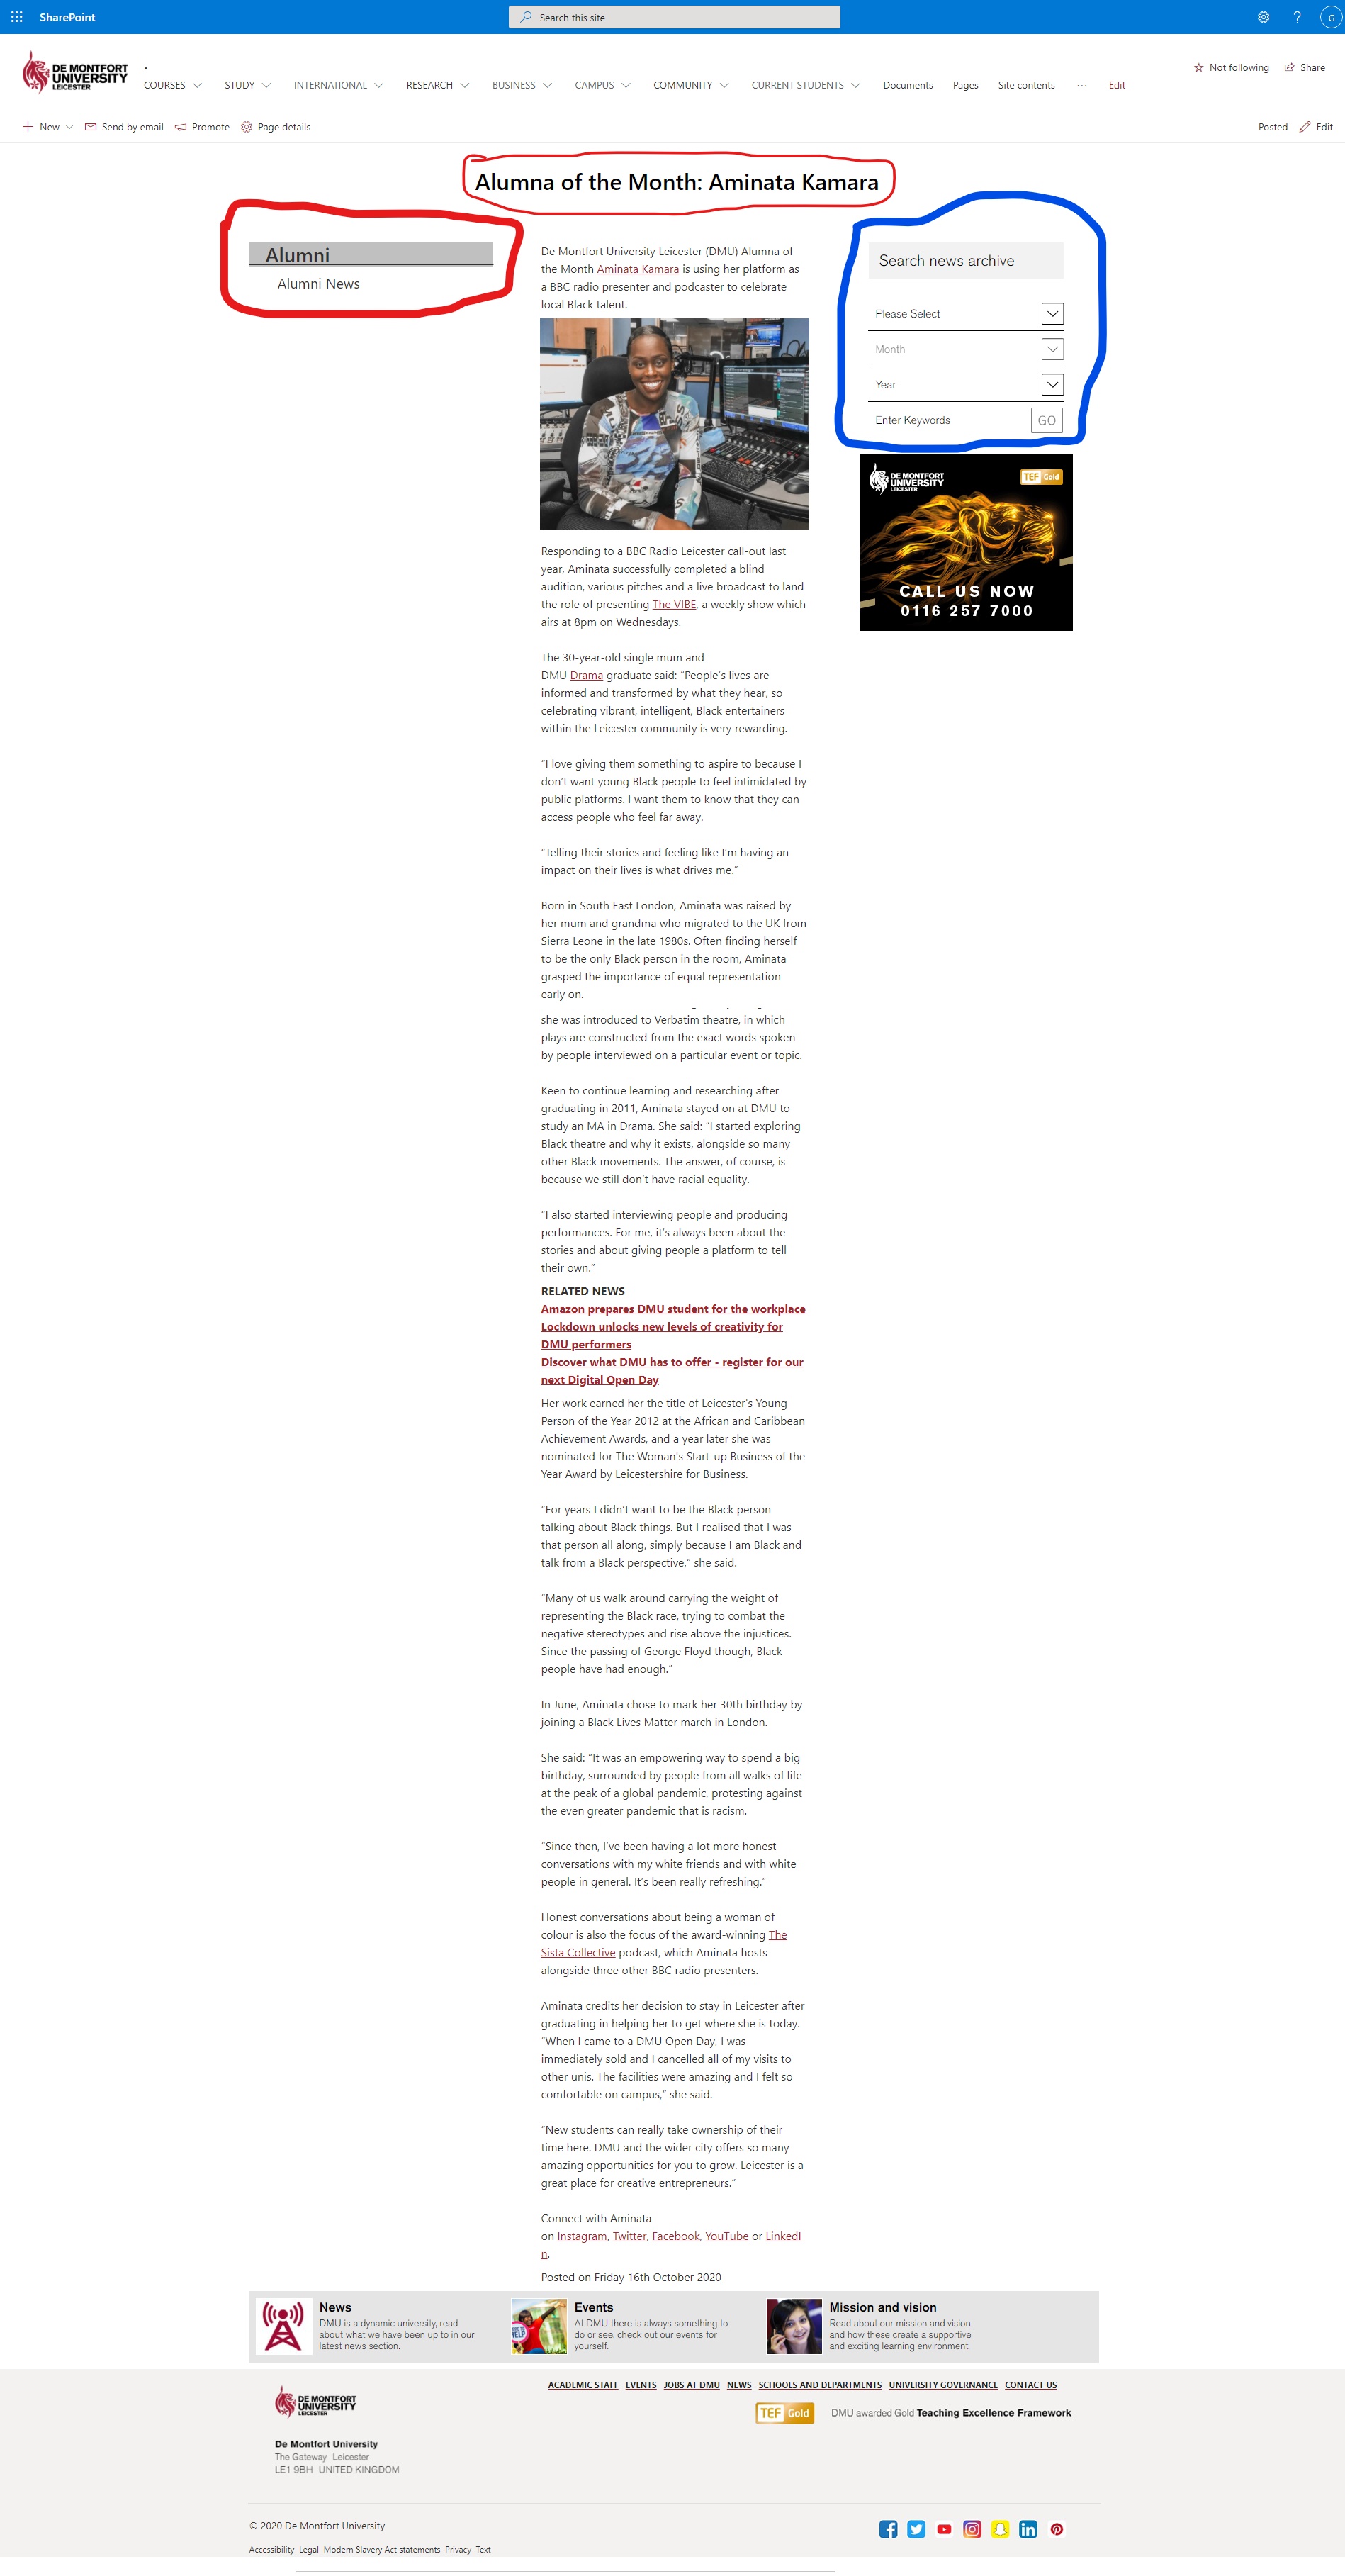 SharePoint
Search this site
G
DE MONTFORT
UNIVERSITY
LEICESTER
.
COURSES STUDY INTERNATIONAL RESEARCH BUSINESS CAMPUS COMMUNITY CURRENT STUDENTS Documents Pages Site contents ... Edit
Not following Share
New Send by email Promote Page details
Posted Edit
Alumna of the Month: Aminata Kamara
Alumni
Alumni News
De Montfort University Leicester (DMU) Alumna of
the Month Aminata Kamara is using her platform as
a BBC radio presenter and podcaster to celebrate
local Black talent.
Responding to a BBC Radio Leicester call-out last
year, Aminata successfully completed a blind
audition, various pitches and a live broadcast to land
the role of presenting The VIBE, a weekly show which
airs at 8pm on Wednesdays.
The 30-year-old single mum and
DMU Drama graduate said: “People’s lives are
informed and transformed by what they hear, so
celebrating vibrant, intelligent, Black entertainers
within the Leicester community is very rewarding.
“I love giving them something to aspire to because I
don’t want young Black people to feel intimidated by
public platforms. I want them to know that they can
access people who feel far away.
“Telling their stories and feeling like I’m having an
impact on their lives is what drives me.”
Born in South East London, Aminata was raised by
her mum and grandma who migrated to the UK from
Sierra Leone in the late 1980s. Often finding herself
to be the only Black person in the room, Aminata
grasped the importance of equal representation
early on.
she was introduced to Verbatim theatre, in which
plays are constructed from the exact words spoken
by people interviewed on a particular event or topic.
Keen to continue learning and researching after
graduating in 2011, Aminata stayed on at DMU to
study an MA in Drama. She said: “I started exploring
Black theatre and why it exists, alongside so many
other Black movements. The answer, of course, is
because we still don’t have racial equality.
“I also started interviewing people and producing
performances. For me, it’s always been about the
stories and about giving people a platform to tell
their own.”
RELATED NEWS
Amazon prepares DMU student for the workplace
Lockdown unlocks new levels of creativity for
DMU performers
Discover what DMU has to offer - register for our
next Digital Open Day
Her work earned her the title of Leicester’s Young
Person of the Year 2012 at the African and Caribbean
Achievement Awards, and a year later she was
nominated for The Woman’s Start-up Business of the
Year Award by Leicestershire for Business.
“For years I didn’t want to be the Black person
talking about Black things. But I realised that I was
that person all along, simply because I am Black and
talk from a Black perspective,” she said.
“Many of us walk around carrying the weight of
representing the Black race, trying to combat the
negative stereotypes and rise above the injustices.
Since the passing of George Floyd though, Black
people have had enough.”
In June, Aminata chose to mark her 30th birthday by
joining a Black Lives Matter march in London.
She said: “It was an empowering way to spend a big
birthday, surrounded by people from all walks of life
at the peak of a global pandemic, protesting against
the even greater pandemic that is racism.
“Since then, I’ve been having a lot more honest
conversations with my white friends and with white
people in general. It’s been really refreshing.”
Honest conversations about being a woman of
colour is also the focus of the award-winning The
Sista Collective podcast, which Aminata hosts
alongside three other BBC radio presenters.
Aminata credits her decision to stay in Leicester after
graduating in helping her to get where she is today.
“When I came to a DMU Open Day, I was
immediately sold and I cancelled all of my visits to
other unis. The facilities were amazing and I felt so
comfortable on campus,” she said.
“New students can really take ownership of their
time here. DMU and the wider city offers so many
amazing opportunities for you to grow. Leicester is a
great place for creative entrepreneurs.”
Connect with Aminata
on Instagram, Twitter, Facebook, YouTube or LinkedI
n.
Posted on Friday 16th October 2020
Search news archive
Please Select
Month
Year
Enter Keywords GO
DE MONTFORT
UNIVERSITY
LEICESTER
TEF Gold
CALL US NOW
0116 257 7000
News
DMU is a dynamic university, read
about what we have been up to in our
latest news section.
HELP
Events
At DMU there is always something to
do or see, check out our events for
yourself.
Mission and vision
Read about our mission and vision
and how these create a supportive
and exciting learning environment.
DE MONTFORT
UNIVERSITY
LEICESTER
ACADEMIC STAFF EVENTS JOBS AT DMU NEWS SCHOOLS AND DEPARTMENTS UNIVERSITY GOVERNANCE CONTACT US
TEF Gold DMU awarded Gold Teaching Excellence Framework
De Montfort University
The Gateway Leicester
LE1 9BH UNITED KINGDOM
© 2020 De Montfort University
Accessibility Legal Modern Slavery Act statements Privacy Text